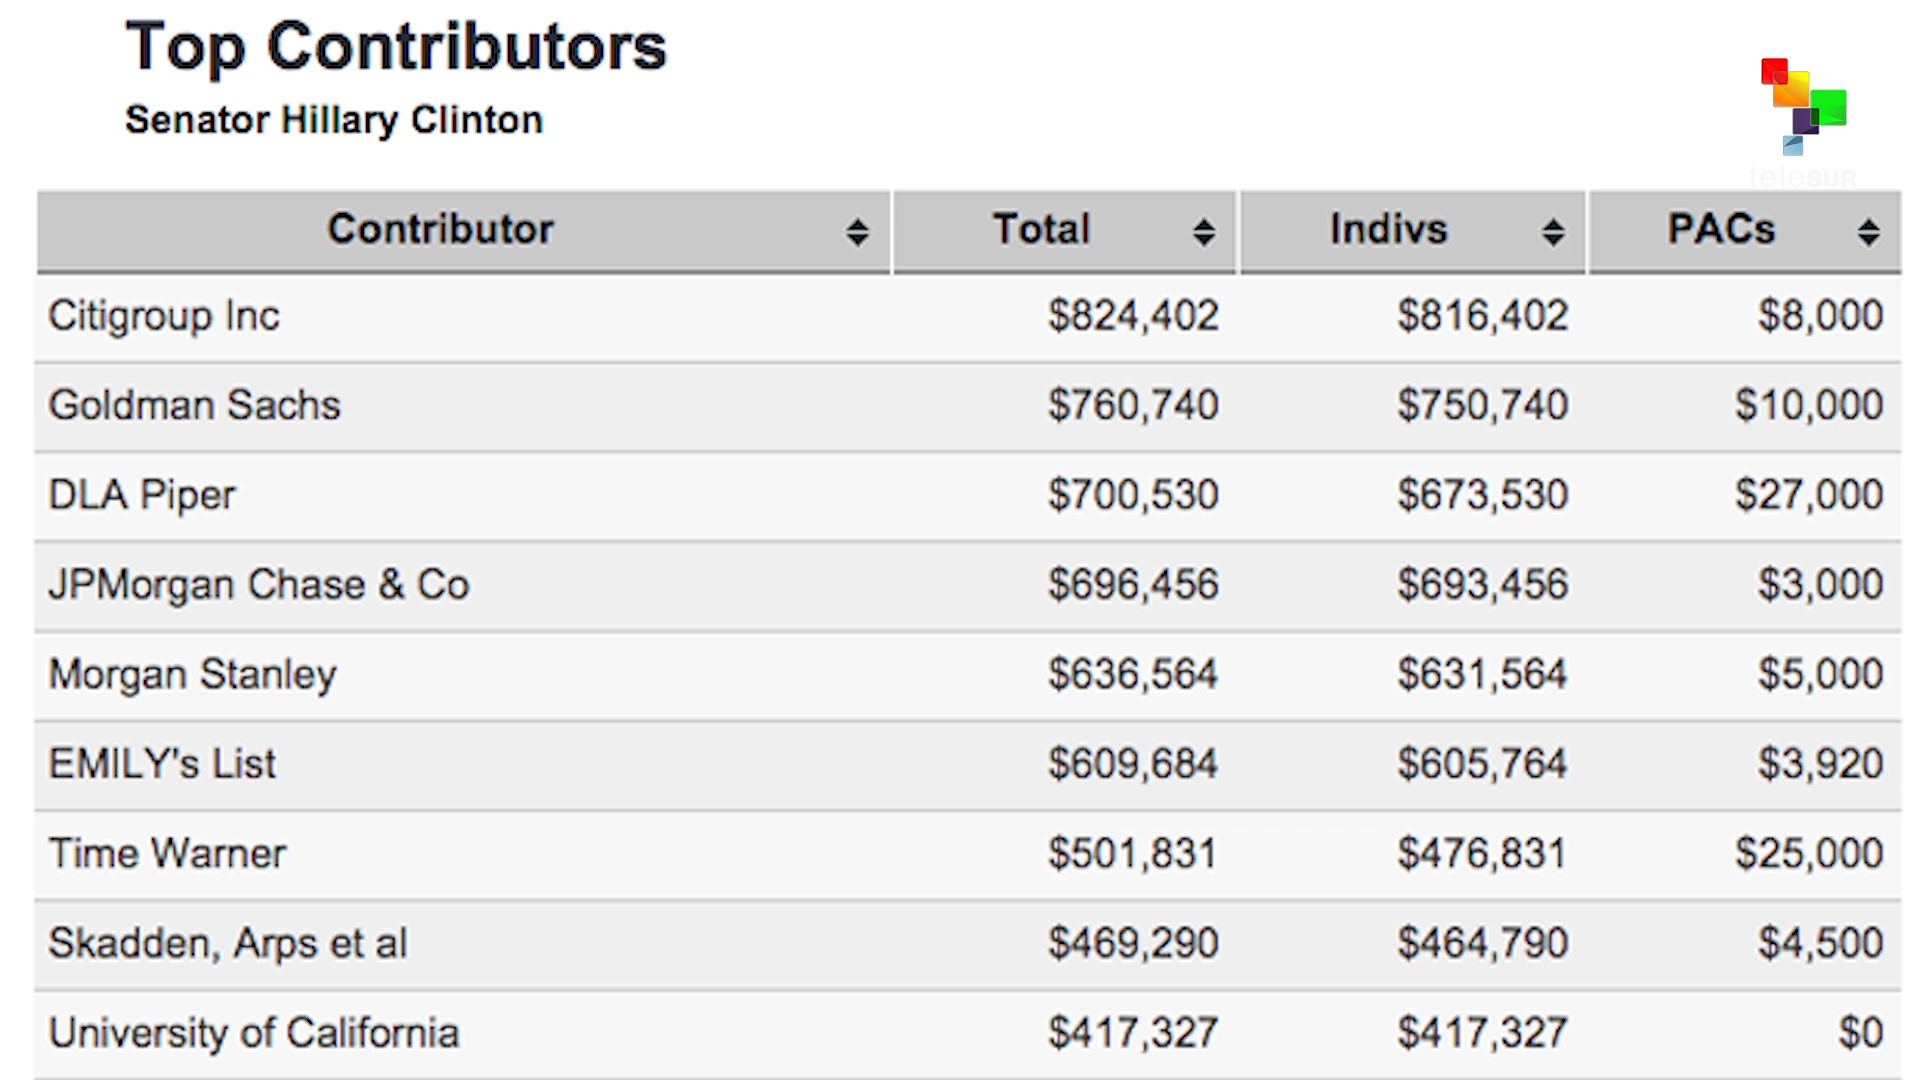 Top Contributors
Senator Hillary Clinton
teleSUR
Contributor Total Indivs PACs
Citigroup Inc $824,402 $816,402 $8,000
Goldman Sachs $760,740 $750,740 $10,000
DLA Piper $700,530 $673,530 $27,000
JPMorgan Chase & Co $696,456 $693,456 $3,000
Morgan Stanley $636,564 $631,564 $5,000
EMILY's List $609,684 $605,764 $3,920
Time Warner $501,831 $476,831 $25,000
Skadden, Arps et al $469,290 $464,790 $4,500
University of California $417,327 $417,327 $0